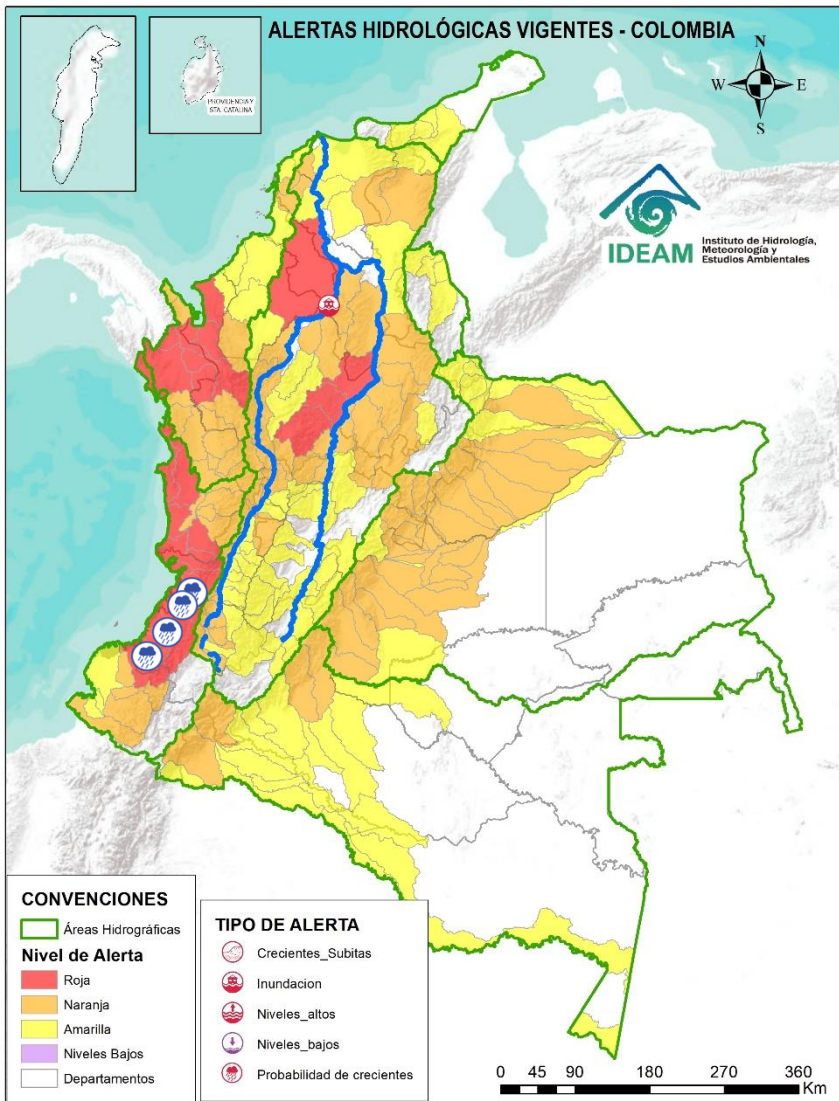 ALERTAS HIDROLÓGICAS VIGENTES - COLOMBIA
PROVIDENCIA Y
STA. CATALINA
N
W
E
S
IDEAM
Instituto de Hidrología,
Meteorología y
Estudios Ambientales
CONVENCIONES
Áreas Hidrográficas
Nivel de Alerta
Roja
Naranja
Amarilla
Niveles Bajos
Departamentos
TIPO DE ALERTA
Crecientes_Subitas
Inundacion
Niveles_altos
Niveles_bajos
Probabilidad de crecientes
0 45 90 180 270 360
Km